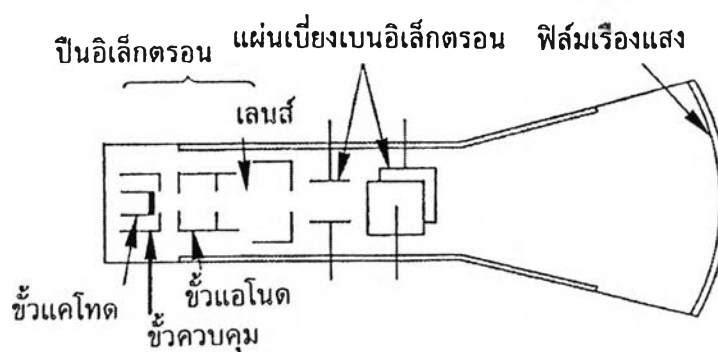 ปืนอิเล็กตรอน
แผ่นเบี่ยงเบนอิเล็กตรอน
ฟิล์มเรืองแสง
เลนส์
ขั้วแคโทด
ขั้วควบคุม
ขั้วแอโนด